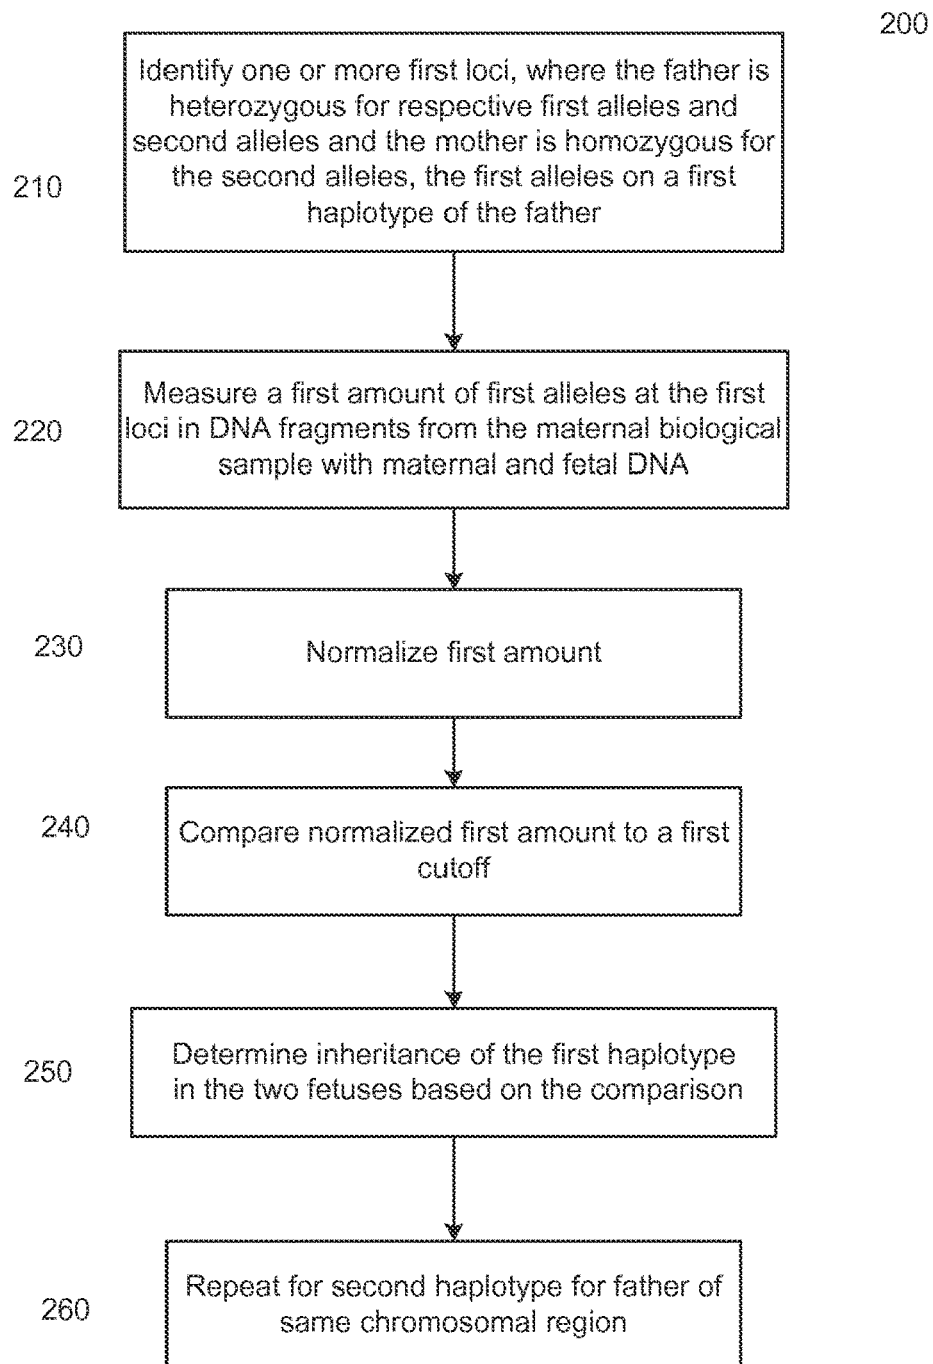 200
210
Identify one or more first loci, where the father is
heterozygous for respective first alleles and
second alleles and the mother is homozygous for
the second alleles, the first alleles on a first
haplotype of the father
220
Measure a first amount of first alleles at the first
loci in DNA fragments from the maternal biological
sample with maternal and fetal DNA
230
Normalize first amount
240
Compare normalized first amount to a first
cutoff
250
Determine inheritance of the first haplotype
in the two fetuses based on the comparison
260
Repeat for second haplotype for father of
same chromosomal region